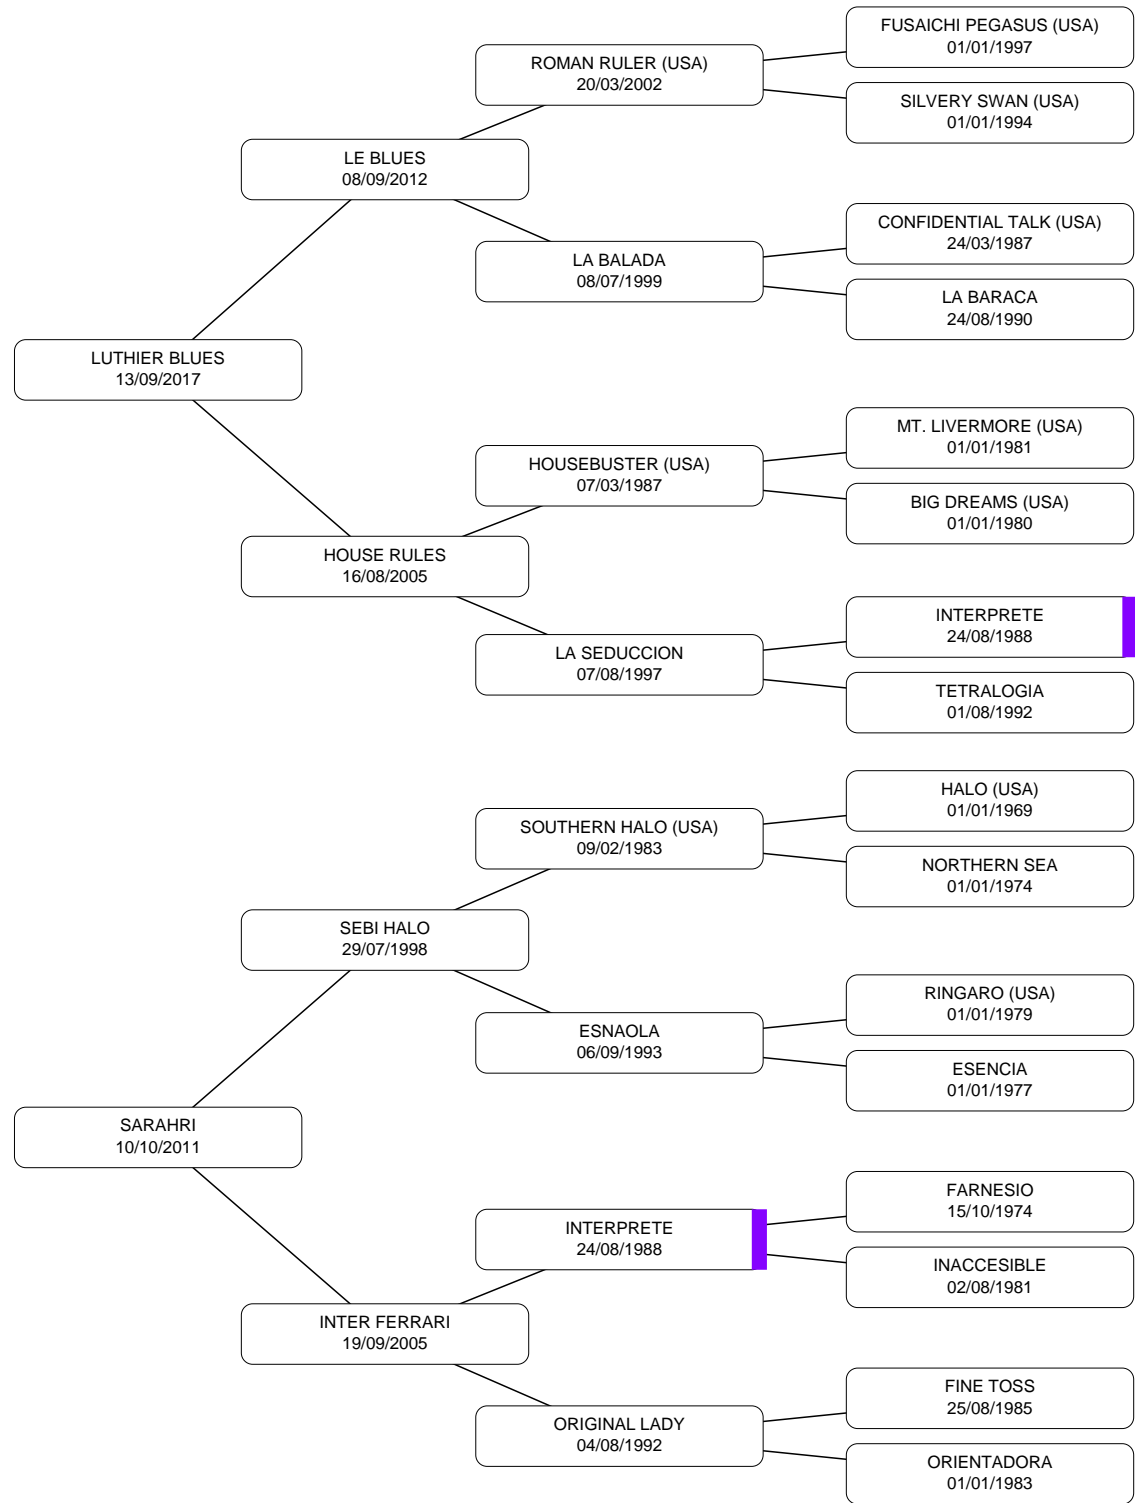 FUSAICHI PEGASUS (USA)
01/01/1997
ROMAN RULER (USA)
20/03/2002
SILVERY SWAN (USA)
01/01/1994
LE BLUES
08/09/2012
CONFIDENTIAL TALK (USA)
24/03/1987
LA BALADA
08/07/1999
LA BARACA
24/08/1990
LUTHIER BLUES
13/09/2017
MT. LIVERMORE (USA)
01/01/1981
HOUSEBUSTER (USA)
07/03/1987
BIG DREAMS (USA)
01/01/1980
HOUSE RULES
16/08/2005
INTERPRETE
24/08/1988
LA SEDUCCION
07/08/1997
TETRALOGIA
01/08/1992
HALO (USA)
01/01/1969
SOUTHERN HALO (USA)
09/02/1983
NORTHERN SEA
01/01/1974
SEBI HALO
29/07/1998
RINGARO (USA)
01/01/1979
ESNAOLA
06/09/1993
ESENCIA
01/01/1977
SARAHRI
10/10/2011
FARNESIO
15/10/1974
INTERPRETE
24/08/1988
INACCESIBLE
02/08/1981
INTER FERRARI
19/09/2005
FINE TOSS
25/08/1985
ORIGINAL LADY
04/08/1992
ORIENTADORA
01/01/1983